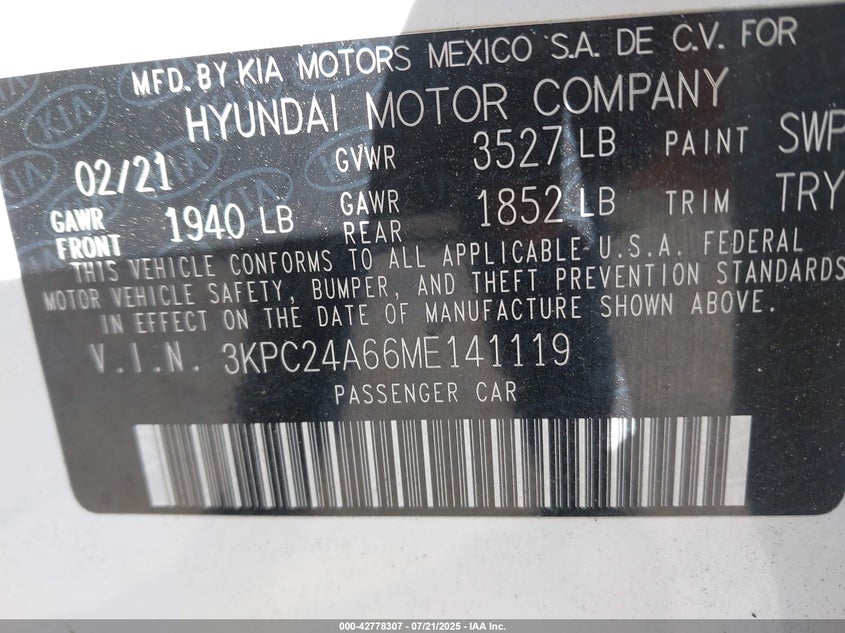 MFD. BY KIA MOTORS MEXICO S.A. DE C.V. FOR
HYUNDAI MOTOR COMPANY
02/21 GVWR 3527 LB PAINT SWP
GAWR FRONT 1940 LB GAWR REAR 1852 LB TRIM TRY
THIS VEHICLE CONFORMS TO ALL APPLICABLE U.S.A. FEDERAL
MOTOR VEHICLE SAFETY, BUMPER, AND THEFT PREVENTION STANDARDS
IN EFFECT ON THE DATE OF MANUFACTURE SHOWN ABOVE.
V.I.N. 3KPC24A66ME141119
PASSENGER CAR
000-42778307 - 07/21/2025 - IAA Inc.